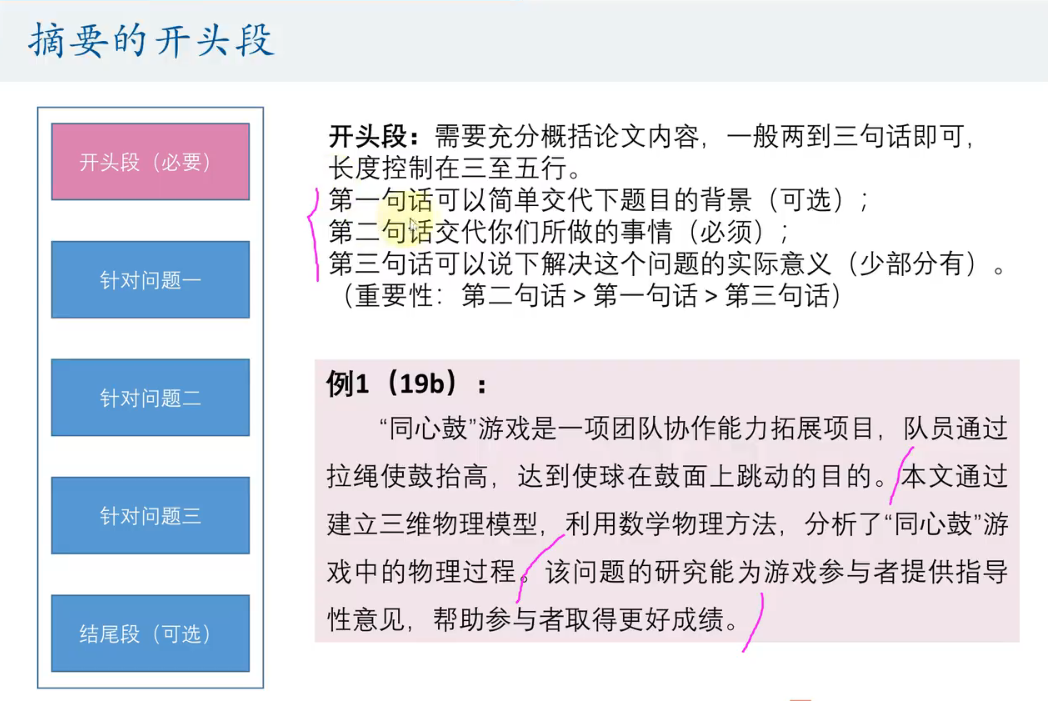 摘要的开头段
开头段（必要）
针对问题一
针对问题二
针对问题三
结尾段（可选）
开头段：需要充分概括论文内容，一般两到三句话即可，
长度控制在三至五行。
第一句话可以简单交代下题目的背景（可选）；
第二句话交代你们所做的事情（必须）；
第三句话可以说下解决这个问题的实际意义（少部分有）。
（重要性：第二句话 > 第一句话 > 第三句话）
例1（19b）：
“同心鼓”游戏是一项团队协作能力拓展项目，队员通过
拉绳使鼓抬高，达到使球在鼓面上跳动的目的。本文通过
建立三维物理模型，利用数学物理方法，分析了“同心鼓”游
戏中的物理过程。该问题的研究能为游戏参与者提供指导
性意见，帮助参与者取得更好成绩。